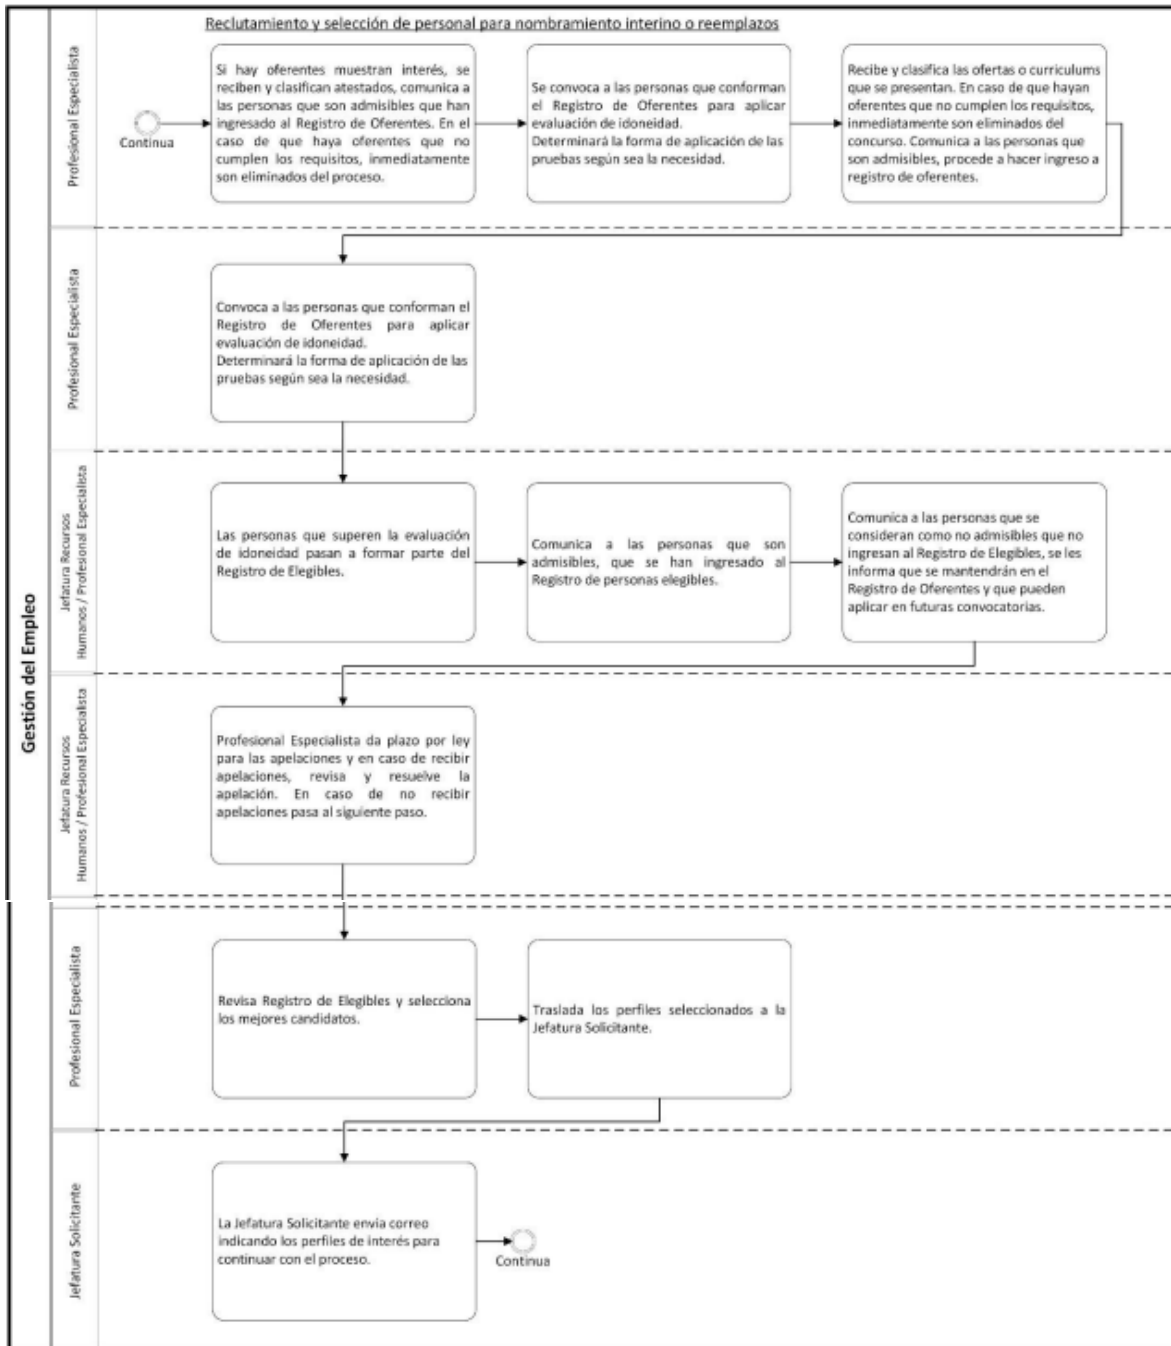 Reclutamiento y selección de personal para nombramiento interino o reemplazos
Gestión del Empleo
Profesional Especialista
Continua
Si hay oferentes muestran interés, se
reciben y clasifican atestados, comunica a
las personas que son admisibles que han
ingresado al Registro de Oferentes. En el
caso de que haya oferentes que no
cumplen los requisitos, inmediatamente
son eliminados del proceso.
Se convoca a las personas que conforman
el Registro de Oferentes para aplicar
evaluación de idoneidad.
Determinará la forma de aplicación de las
pruebas según sea la necesidad.
Recibe y clasifica las ofertas o curriculums
que se presentan. En caso de que hayan
oferentes que no cumplen los requisitos,
inmediatamente son eliminados del
concurso. Comunica a las personas que
son admisibles, procede a hacer ingreso a
registro de oferentes.
Profesional Especialista
Convoca a las personas que conforman el
Registro de Oferentes para aplicar
evaluación de idoneidad.
Determinará la forma de aplicación de las
pruebas según sea la necesidad.
Jefatura Recursos
Humanos / Profesional Especialista
Las personas que superen la evaluación
de idoneidad pasan a formar parte del
Registro de Elegibles.
Comunica a las personas que son
admisibles, que se han ingresado al
Registro de personas elegibles.
Comunica a las personas que se
consideran como no admisibles que no
ingresan al Registro de Elegibles, se les
informa que se mantendrán en el
Registro de Oferentes y que pueden
aplicar en futuras convocatorias.
Jefatura Recursos
Humanos / Profesional Especialista
Profesional Especialista da plazo por ley
para las apelaciones y en caso de recibir
apelaciones, revisa y resuelve la
apelación. En caso de no recibir
apelaciones pasa al siguiente paso.
Profesional Especialista
Revisa Registro de Elegibles y selecciona
los mejores candidatos.
Traslada los perfiles seleccionados a la
Jefatura Solicitante.
Jefatura Solicitante
La Jefatura Solicitante envía correo
indicando los perfiles de interés para
continuar con el proceso.
Continua